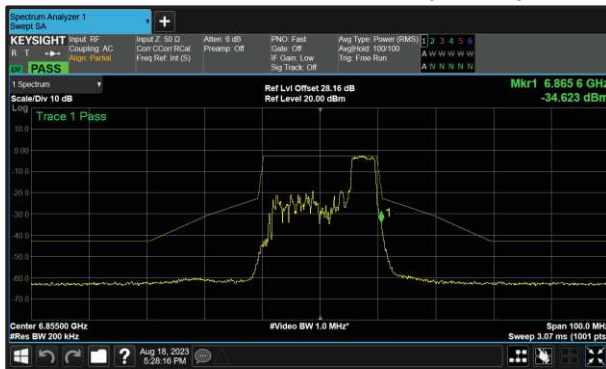 Spectrum Analyzer 1
Swept SA
+
KEYSIGHT
R T
PASS
Input: RF
Coupling: AC
Align: Partial
Input Z: 50 Ω
Corr CCorr RCal
Freq Ref: Int (S)
Atten: 6 dB
Preamp: Off
PNO: Fast
Gate: Off
IF Gain: Low
Sig Track: Off
Avg Type: Power (RMS)
Avg|Hold: 100/100
Trig: Free Run
1 2 3 4 5 6
A W W W W W
A N N N N N
1 Spectrum
Scale/Div 10 dB
Ref Lvl Offset 28.16 dB
Ref Level 20.00 dBm
Mkr1 6.865 6 GHz
-34.623 dBm
Log
Trace 1 Pass
10.0
0.00
-10.0
-20.0
-30.0
-40.0
-50.0
-60.0
-70.0
1
Center 6.85500 GHz
#Res BW 200 kHz
#Video BW 1.0 MHz*
Span 100.0 MHz
Sweep 3.07 ms (1001 pts)
?
Aug 18, 2023
5:28:16 PM